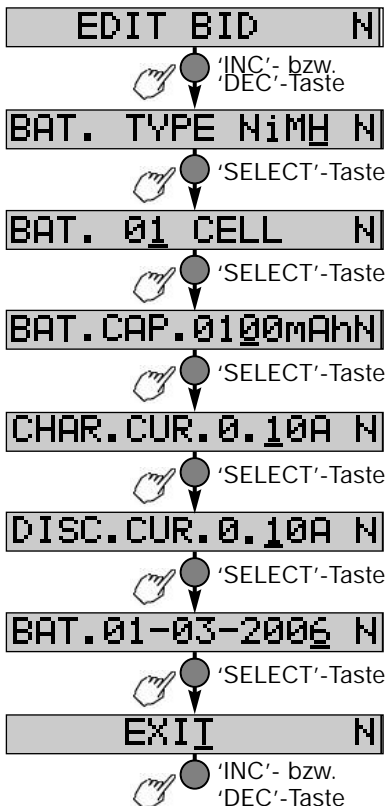 EDIT BID N
'INC'- bzw.
'DEC'-Taste
BAT. TYPE NiMH N
'SELECT'-Taste
BAT. 01 CELL N
'SELECT'-Taste
BAT.CAP.0100mAhN
'SELECT'-Taste
CHAR.CUR.0.10A N
'SELECT'-Taste
DISC.CUR.0.10A N
'SELECT'-Taste
BAT.01-03-2006 N
'SELECT'-Taste
EXIT N
'INC'- bzw.
'DEC'-Taste